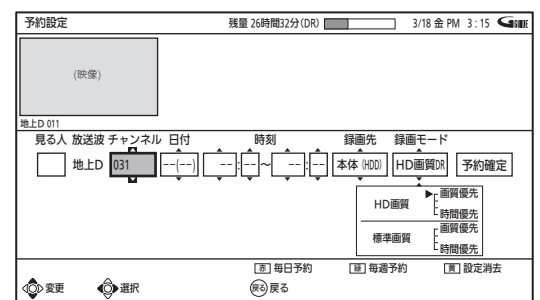 予約設定 残量 26時間32分(DR) 3/18 金 PM 3:15 G GUIDE
(映像)
地上D 011
見る人 放送波 チャンネル 日付 時刻 録画先 録画モード
地上D 031 --(--) --:--~--:-- 本体(HDD) HD画質DR 予約確定
HD画質 画質優先
時間優先
標準画質 画質優先
時間優先
赤 毎日予約 緑 毎週予約 黄 設定消去
変更 選択 戻る 戻る